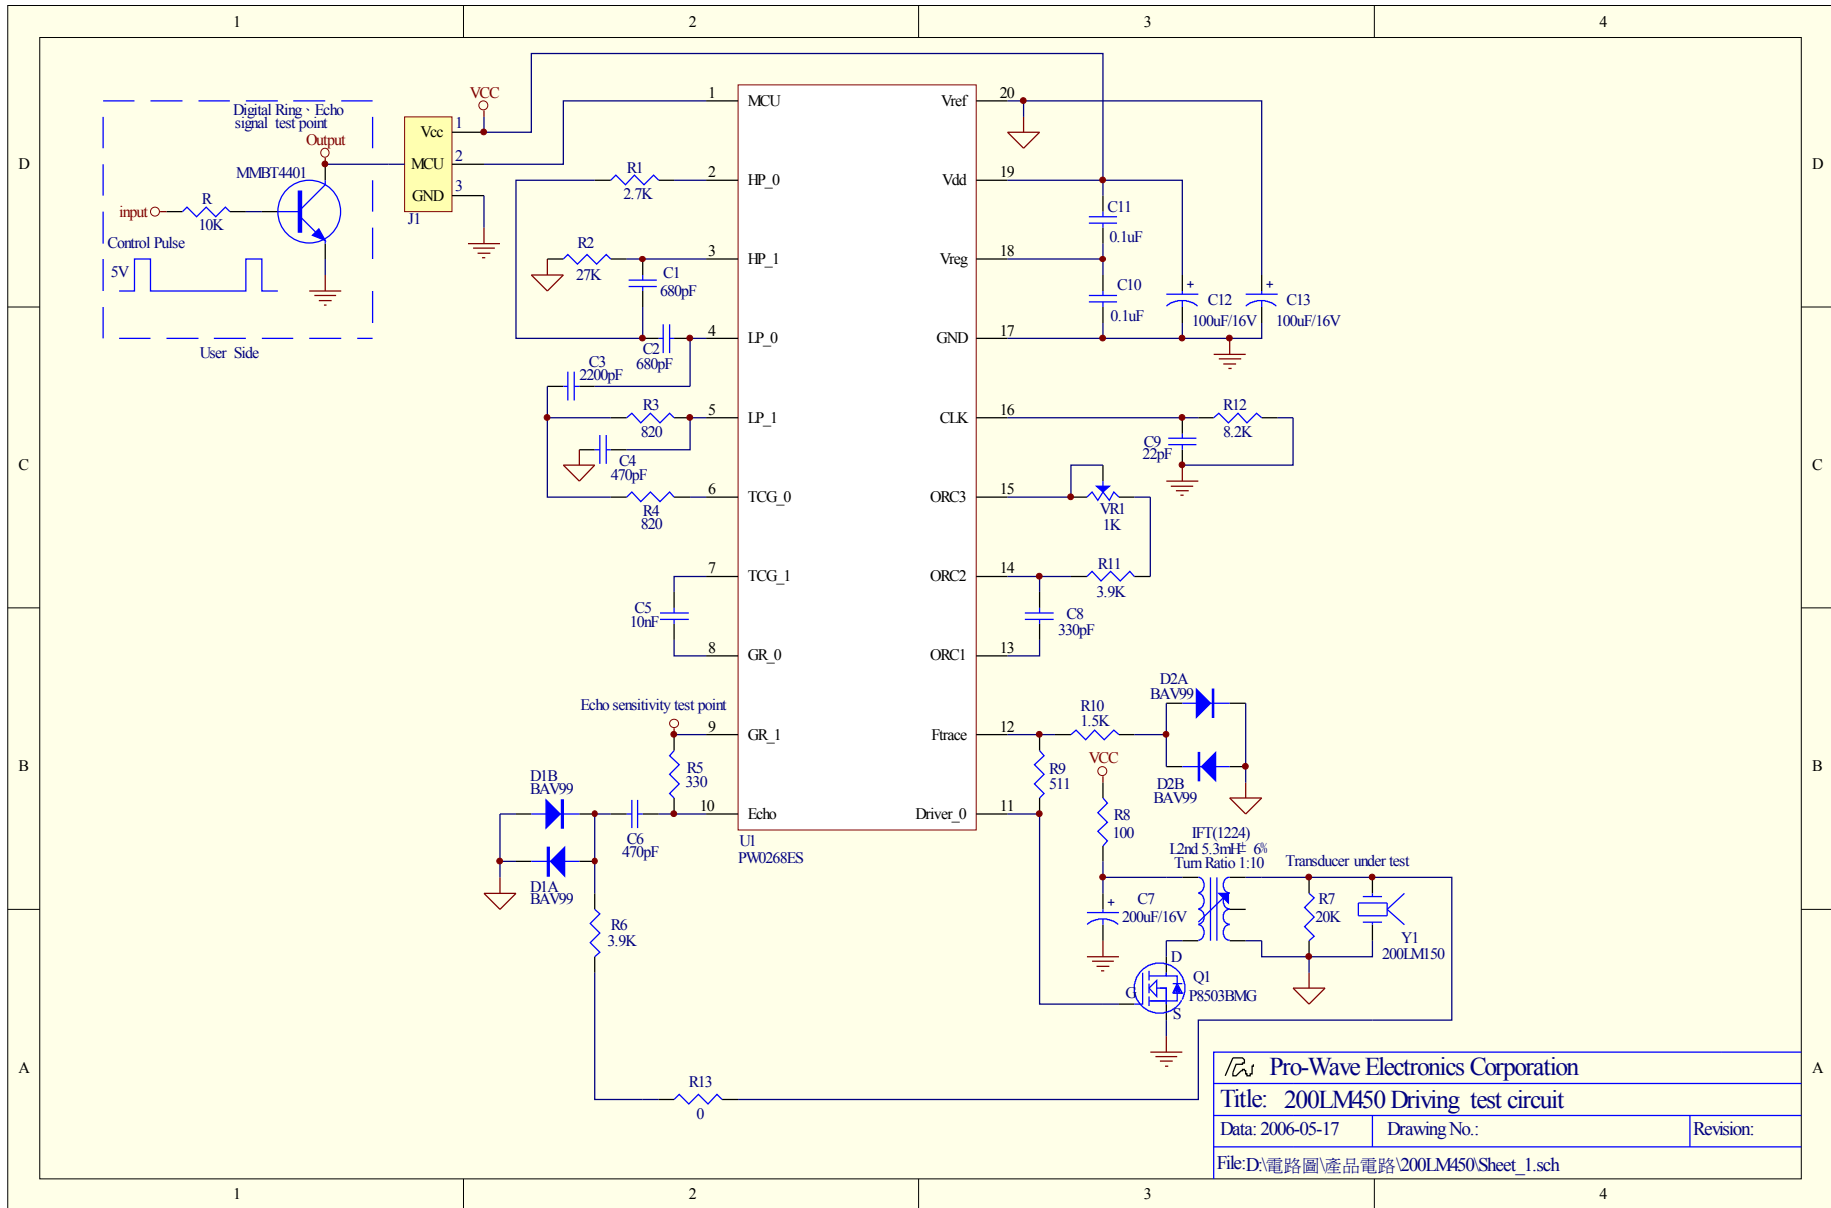 1
2
3
4
D
C
B
A
D
C
B
A
1
2
3
4
Digital Ring、Echo
signal test point
Output
MMBT4401
input
R
10K
Control Pulse
5V
User Side
VCC
Vcc
1
MCU
2
GND
3
J1
1
MCU
R1
2.7K
2
HP_0
R2
27K
3
HP_1
C1
680pF
4
LP_0
C2
680pF
C3
2200pF
R3
820
5
LP_1
C4
470pF
R4
820
6
TCG_0
7
TCG_1
C5
10nF
8
GR_0
Echo sensitivity test point
9
GR_1
R5
330
10
Echo
D1B
BAV99
D1A
BAV99
C6
470pF
R6
3.9K
R13
0
U1
PW0268ES
Vref
20
Vdd
19
C11
0.1uF
Vreg
18
C10
0.1uF
+
C12
100uF/16V
+
C13
100uF/16V
GND
17
CLK
16
R12
8.2K
C9
22pF
ORC3
15
VR1
1K
ORC2
14
R11
3.9K
C8
330pF
ORC1
13
Ftrace
12
R10
1.5K
D2A
BAV99
D2B
BAV99
R9
511
VCC
Driver_0
11
R8
100
IFT(1224)
L2nd 5.3mH± 6%
Turn Ratio 1:10
Transducer under test
+
C7
200uF/16V
R7
20K
Y1
200LM150
D
G
S
Q1
P8503BMG
Pro-Wave Electronics Corporation
Title: 200LM450 Driving test circuit
Data: 2006-05-17
Drawing No.:
Revision:
File:D:\電路圖\產品電路\200LM450\Sheet_1.sch